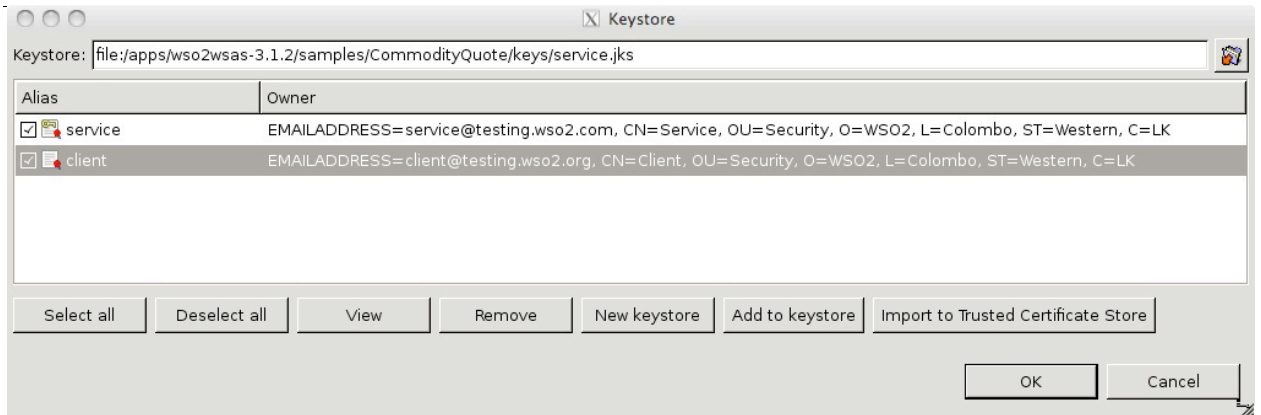 Keystore
Keystore: file:/apps/wso2wsas-3.1.2/samples/CommodityQuote/keys/service.jks
Alias Owner
service EMAILADDRESS=service@testing.wso2.com, CN=Service, OU=Security, O=WSO2, L=Colombo, ST=Western, C=LK
client EMAILADDRESS=client@testing.wso2.org, CN=Client, OU=Security, O=WSO2, L=Colombo, ST=Western, C=LK
Select all Deselect all View Remove New keystore Add to keystore Import to Trusted Certificate Store
OK Cancel